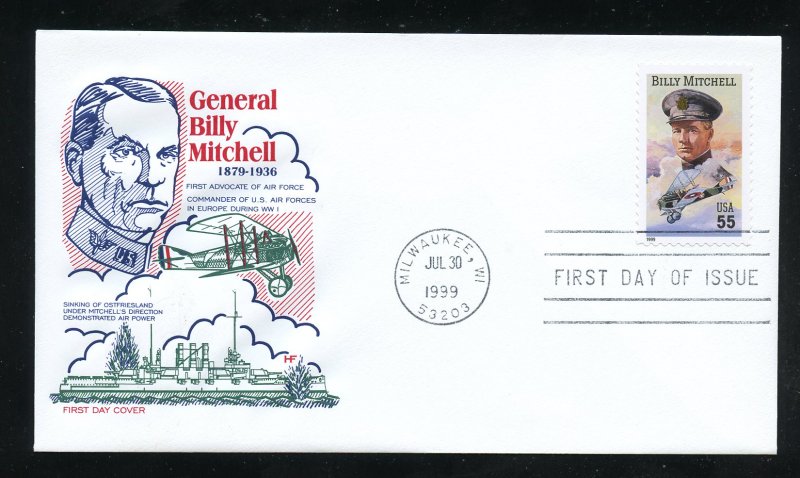 General
Billy
Mitchell
1879-1936
FIRST ADVOCATE OF AIR FORCE
COMMANDER OF U.S. AIR FORCES
IN EUROPE DURING WW I
US
SINKING OF OSTFRIESLAND
UNDER MITCHELL'S DIRECTION
DEMONSTRATED AIR POWER
HF
FIRST DAY COVER
MILWAUKEE, WI
JUL 30
1999
53203
BILLY MITCHELL
USA
55
1999
FIRST DAY OF ISSUE